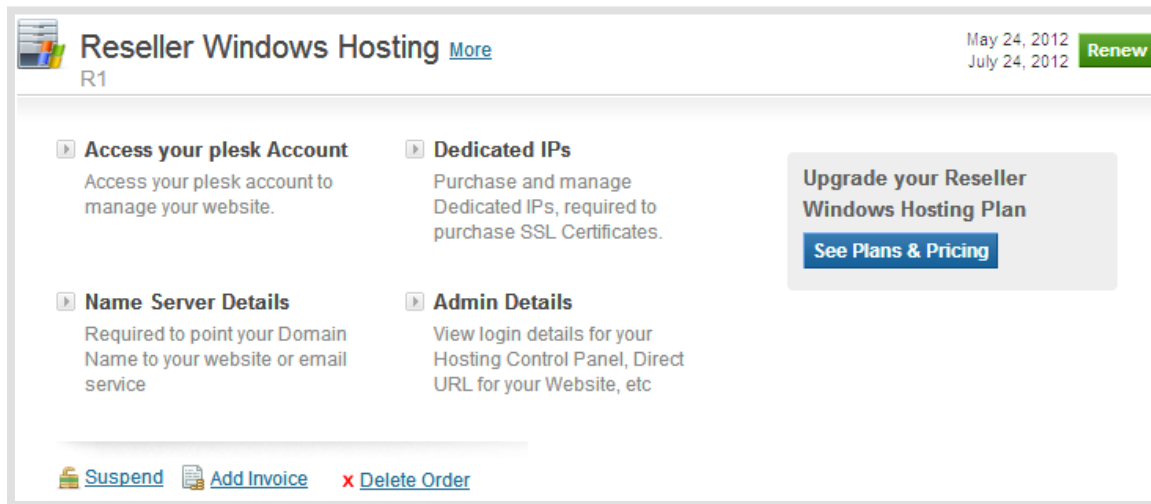 Reseller Windows Hosting More
R1
May 24, 2012
July 24, 2012
Renew
Access your plesk Account
Access your plesk account to
manage your website.
Dedicated IPs
Purchase and manage
Dedicated IPs, required to
purchase SSL Certificates.
Upgrade your Reseller
Windows Hosting Plan
See Plans & Pricing
Name Server Details
Required to point your Domain
Name to your website or email
service
Admin Details
View login details for your
Hosting Control Panel, Direct
URL for your Website, etc
Suspend Add Invoice x Delete Order